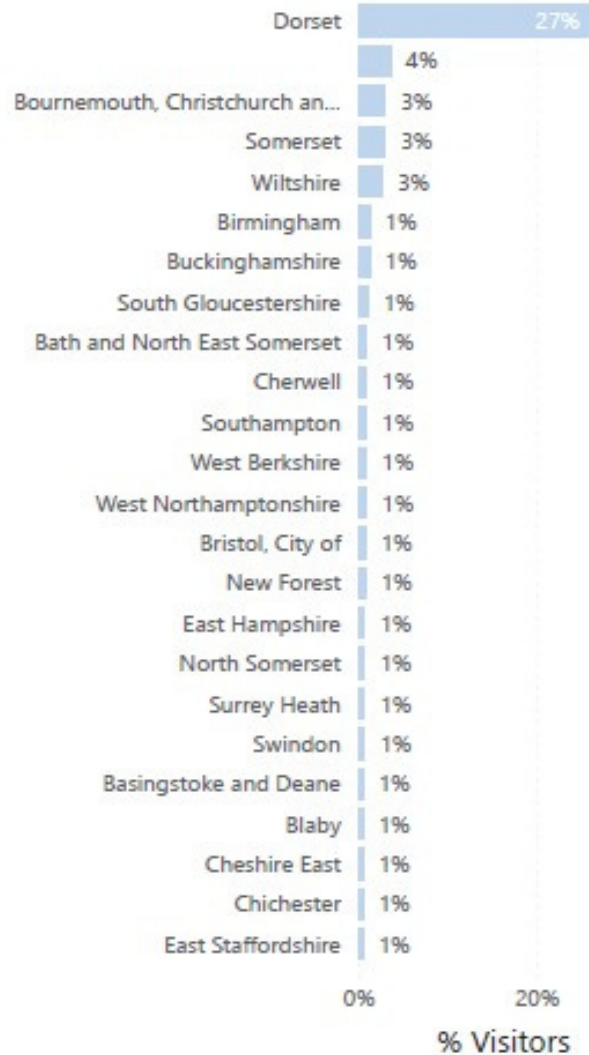 Dorset 27%
4%
Bournemouth, Christchurch an... 3%
Somerset 3%
Wiltshire 3%
Birmingham 1%
Buckinghamshire 1%
South Gloucestershire 1%
Bath and North East Somerset 1%
Cherwell 1%
Southampton 1%
West Berkshire 1%
West Northamptonshire 1%
Bristol, City of 1%
New Forest 1%
East Hampshire 1%
North Somerset 1%
Surrey Heath 1%
Swindon 1%
Basingstoke and Deane 1%
Blaby 1%
Cheshire East 1%
Chichester 1%
East Staffordshire 1%
0% 20%
% Visitors